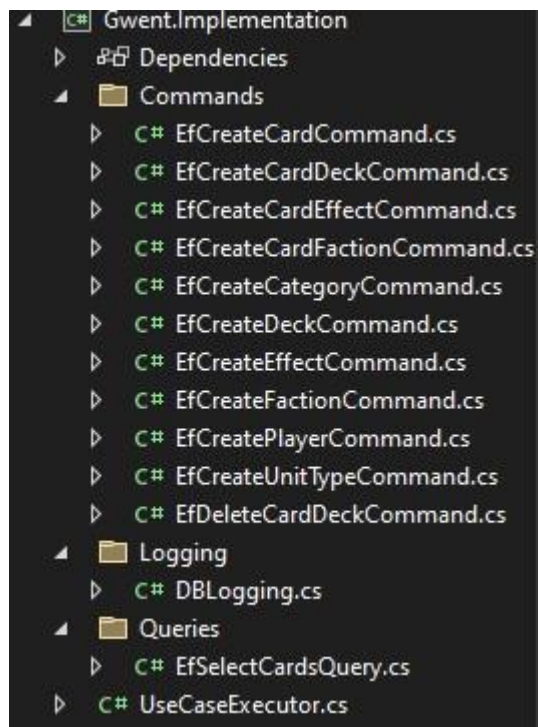 C# Gwent.Implementation
Dependencies
Commands
C# EfCreateCardCommand.cs
C# EfCreateCardDeckCommand.cs
C# EfCreateCardEffectCommand.cs
C# EfCreateCardFactionCommand.cs
C# EfCreateCategoryCommand.cs
C# EfCreateDeckCommand.cs
C# EfCreateEffectCommand.cs
C# EfCreateFactionCommand.cs
C# EfCreatePlayerCommand.cs
C# EfCreateUnitTypeCommand.cs
C# EfDeleteCardDeckCommand.cs
Logging
C# DBLogging.cs
Queries
C# EfSelectCardsQuery.cs
C# UseCaseExecutor.cs